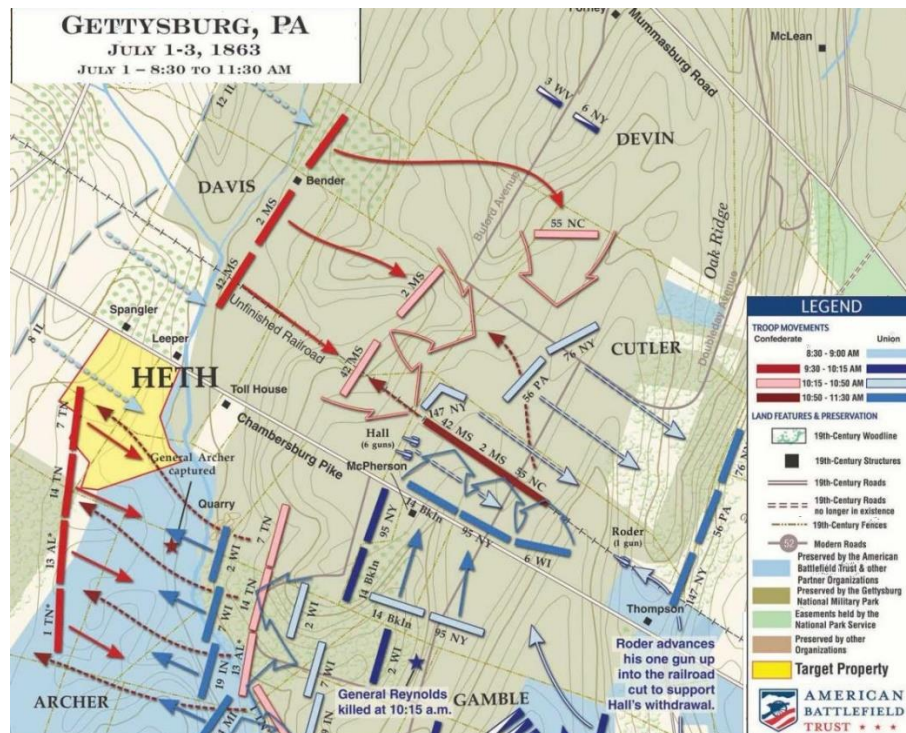 GETTYSBURG, PA
JULY 1-3, 1863
JULY 1 – 8:30 TO 11:30 AM
Forney
Mummasburg Road
McLean
12 IL
3 WV
6 NY
DEVIN
DAVIS
Bender
Buford Avenue
2 MS
55 NC
Oak Ridge
42 MS
2 MS
Unfinished Railroad
Spangler
Leeper
8 IL
HETH
Toll House
42 MS
76 NY
56 PA
CUTLER
Doubleday Avenue
147 NY
Chambersburg Pike
Hall
(6 guns)
42 MS
2 MS
55 NC
McPherson
7 TN
General Archer
captured
14 TN
Quarry
14 Bkln
95 NY
6 WI
95 NY
14 Bkln
7 TN
2 WI
13 AL*
14 TN
7 WI
2 WI
14 Bkln
95 NY
Roder
(1 gun)
76 NY
56 PA
147 NY
Thompson
1 TN*
19 IN
13 AL*
7 WI
2 WI
General Reynolds
killed at 10:15 a.m.
Roder advances
his one gun up
into the railroad
cut to support
Hall's withdrawal.
ARCHER
GAMBLE
LEGEND
TROOP MOVEMENTS
Confederate Union
8:30 - 9:00 AM
9:30 - 10:15 AM
10:15 - 10:50 AM
10:50 - 11:30 AM
LAND FEATURES & PRESERVATION
19th-Century Woodline
19th-Century Structures
19th-Century Roads
19th-Century Roads
no longer in existence
19th-Century Fences
52
Modern Roads
Preserved by the American
Battlefield Trust & other
Partner Organizations
Preserved by the Gettysburg
National Military Park
Easements held by the
National Park Service
Preserved by other
Organizations
Target Property
AMERICAN
BATTLEFIELD
TRUST